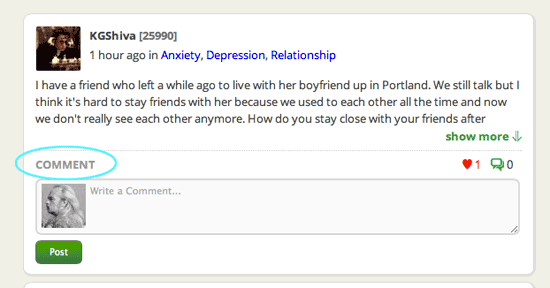 KGShiva [25990]
1 hour ago in Anxiety, Depression, Relationship
I have a friend who left a while ago to live with her boyfriend up in Portland. We still talk but I
think it's hard to stay friends with her because we used to each other all the time and now
we don't really see each other anymore. How do you stay close with your friends after
show more
COMMENT 1 0
Write a Comment...
Post